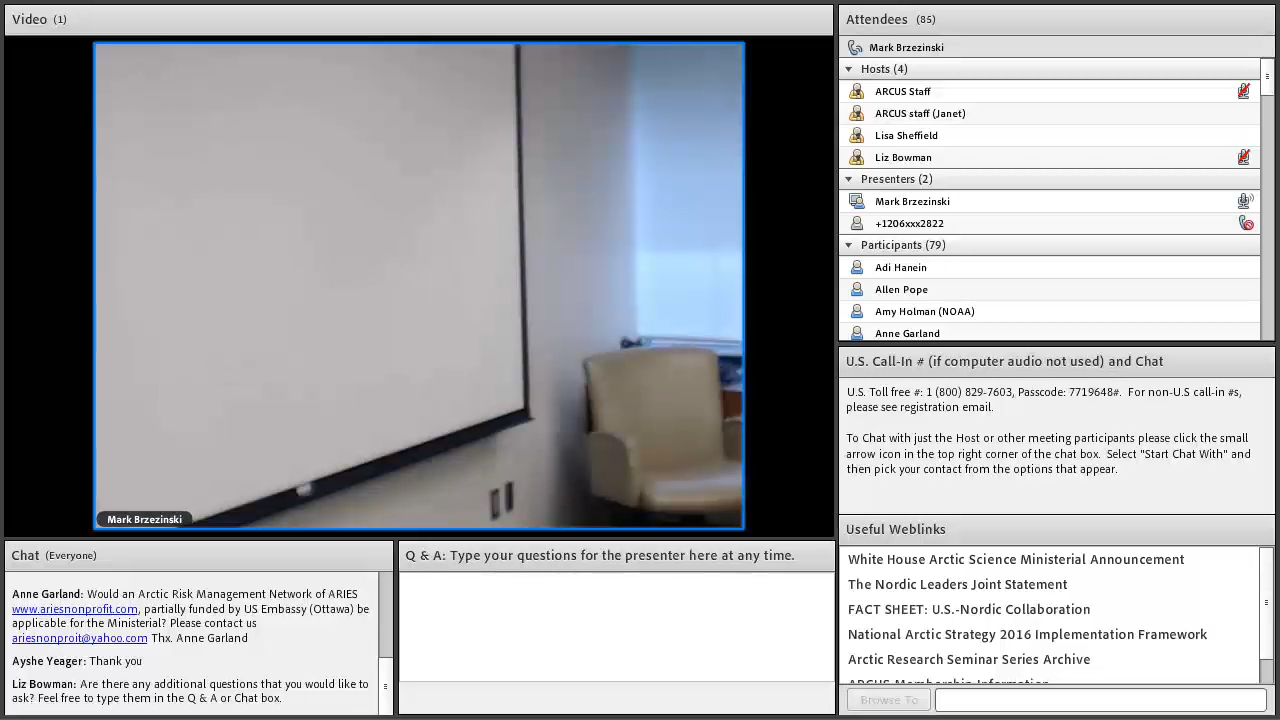 Video (1)
Mark Brzezinski
Attendees (85)
Mark Brzezinski
Hosts (4)
ARCUS Staff
ARCUS staff (Janet)
Lisa Sheffield
Liz Bowman
Presenters (2)
Mark Brzezinski
+1206xxx2822
Participants (79)
Adi Hanein
Allen Pope
Amy Holman (NOAA)
Anne Garland
U.S. Call-In # (if computer audio not used) and Chat
U.S. Toll free #: 1 (800) 829-7603, Passcode: 7719648#. For non-U.S call-in #s,
please see registration email.
To Chat with just the Host or other meeting participants please click the small
arrow icon in the top right corner of the chat box. Select "Start Chat With" and
then pick your contact from the options that appear.
Chat (Everyone)
Anne Garland: Would an Arctic Risk Management Network of ARIES
www.ariesnonprofit.com, partially funded by US Embassy (Ottawa) be
applicable for the Ministerial? Please contact us
ariesnonproit@yahoo.com Thx. Anne Garland
Ayshe Yeager: Thank you
Liz Bowman: Are there any additional questions that you would like to
ask? Feel free to type them in the Q & A or Chat box.
Q & A: Type your questions for the presenter here at any time.
Useful Weblinks
White House Arctic Science Ministerial Announcement
The Nordic Leaders Joint Statement
FACT SHEET: U.S.-Nordic Collaboration
National Arctic Strategy 2016 Implementation Framework
Arctic Research Seminar Series Archive
ARCUS Membership Information
Browse To